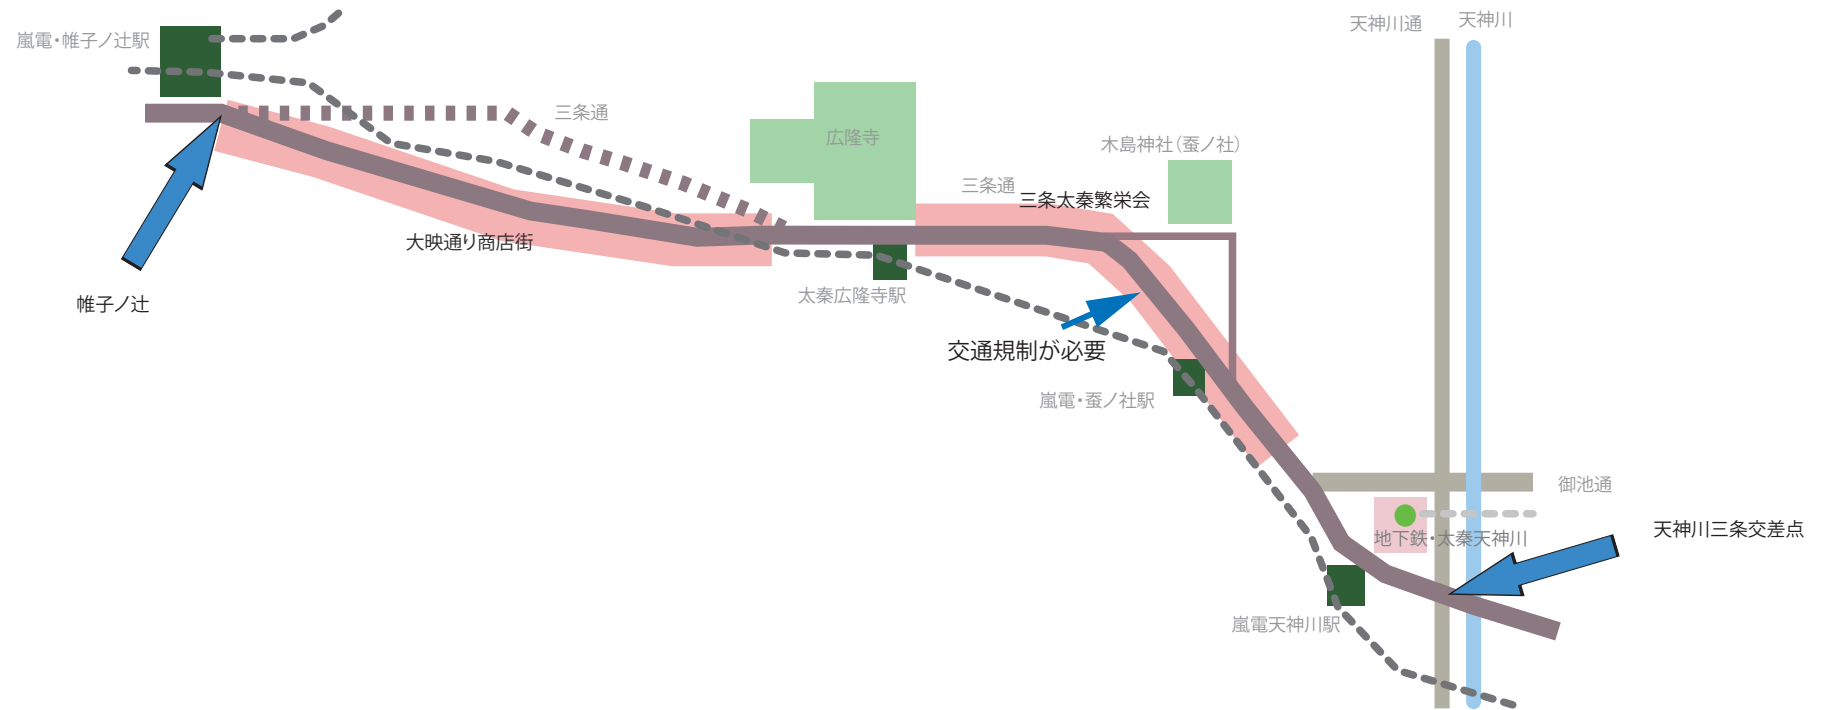 天神川通
天神川
嵐電・帷子ノ辻駅
三条通
広隆寺
木島神社(蚕ノ社)
三条通
三条太秦繁栄会
大映通り商店街
帷子ノ辻
太秦広隆寺駅
交通規制が必要
嵐電・蚕ノ社駅
御池通
地下鉄・太秦天神川
天神川三条交差点
嵐電天神川駅